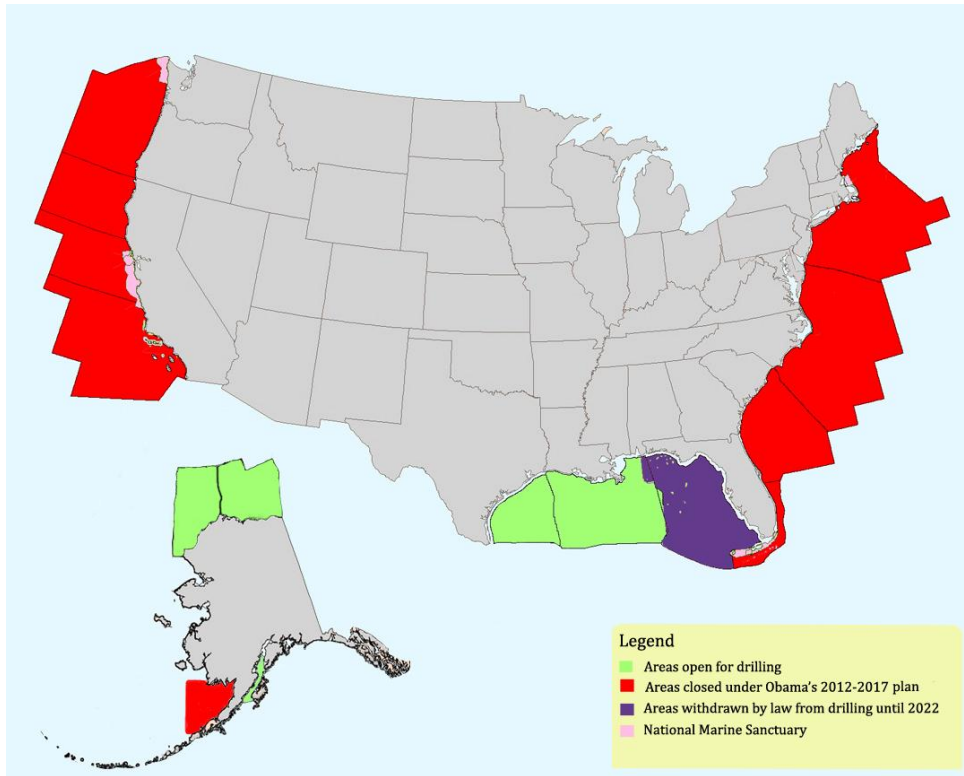 Legend
Areas open for drilling
Areas closed under Obama's 2012-2017 plan
Areas withdrawn by law from drilling until 2022
National Marine Sanctuary